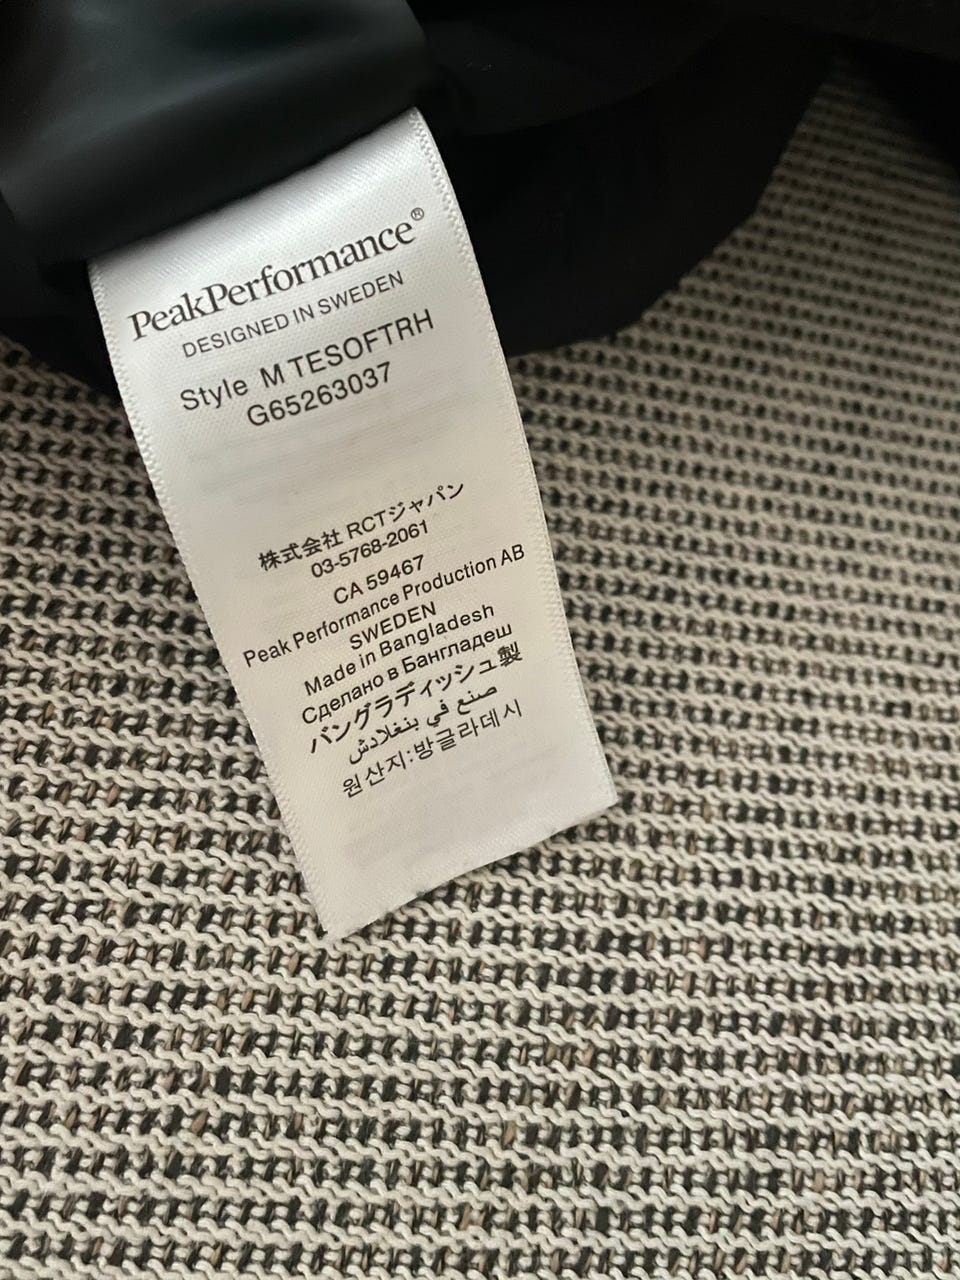 PeakPerformance®
DESIGNED IN SWEDEN
Style M TESOFTRH
G65263037
株式会社 RCTジャパン
03-5768-2061
CA 59467
Peak Performance Production AB
SWEDEN
Made in Bangladesh
Сделано в Бангладеш
バングラディッシュ製
صنع في بنغلادش
원산지:방글라데시